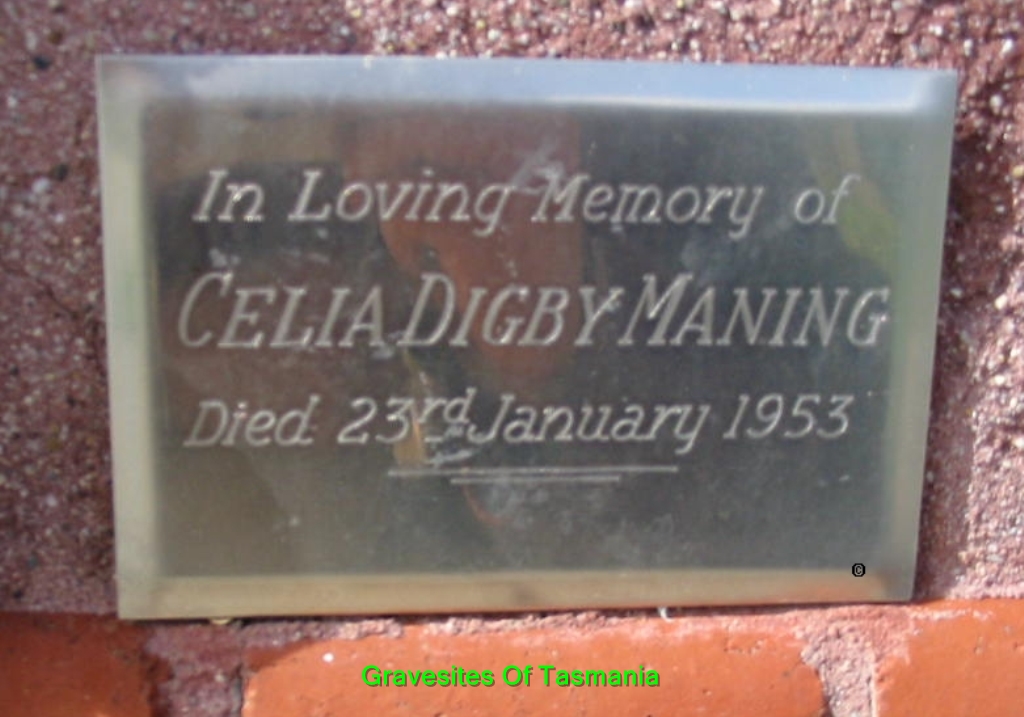 In Loving Memory of
CELIA DIGBY MANING
Died 23rd January 1953
©
Gravesites Of Tasmania